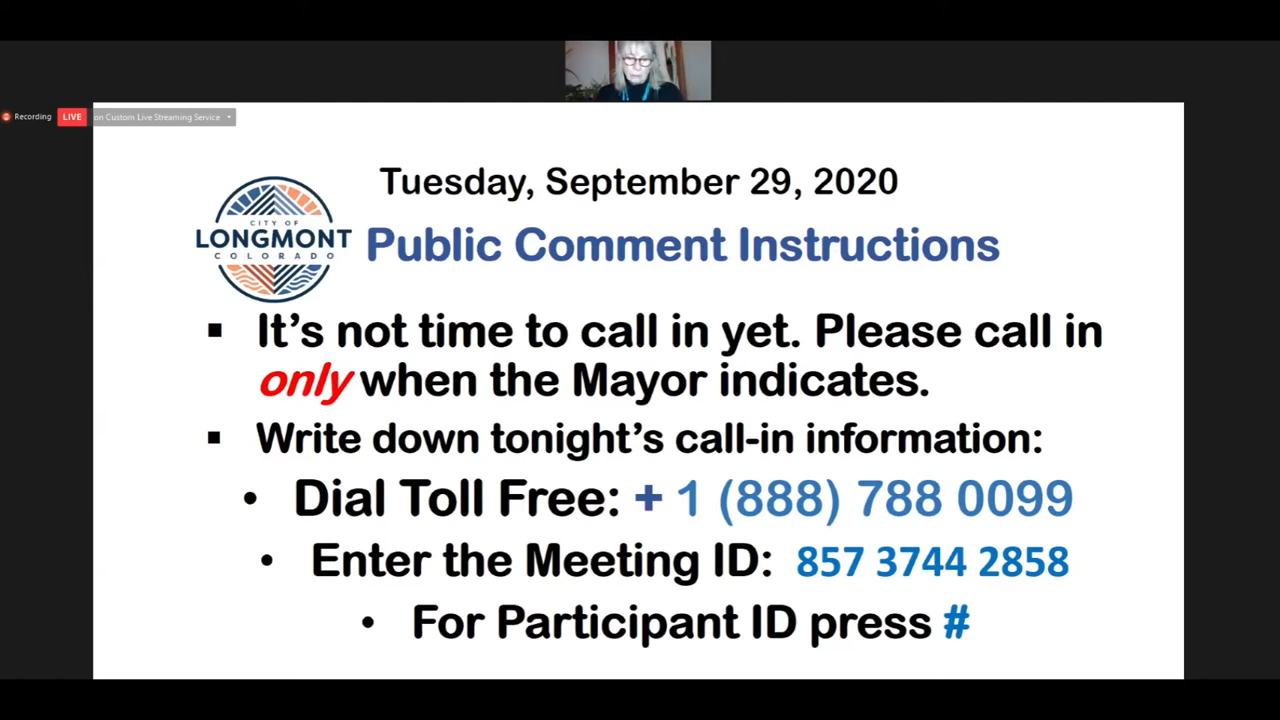 Recording
LIVE
on Custom Live Streaming Service
Tuesday, September 29, 2020
CITY OF
LONGMONT
COLORADO
Public Comment Instructions
▪ It's not time to call in yet. Please call in
only when the Mayor indicates.
▪ Write down tonight's call-in information:
• Dial Toll Free: + 1 (888) 788 0099
• Enter the Meeting ID: 857 3744 2858
• For Participant ID press #